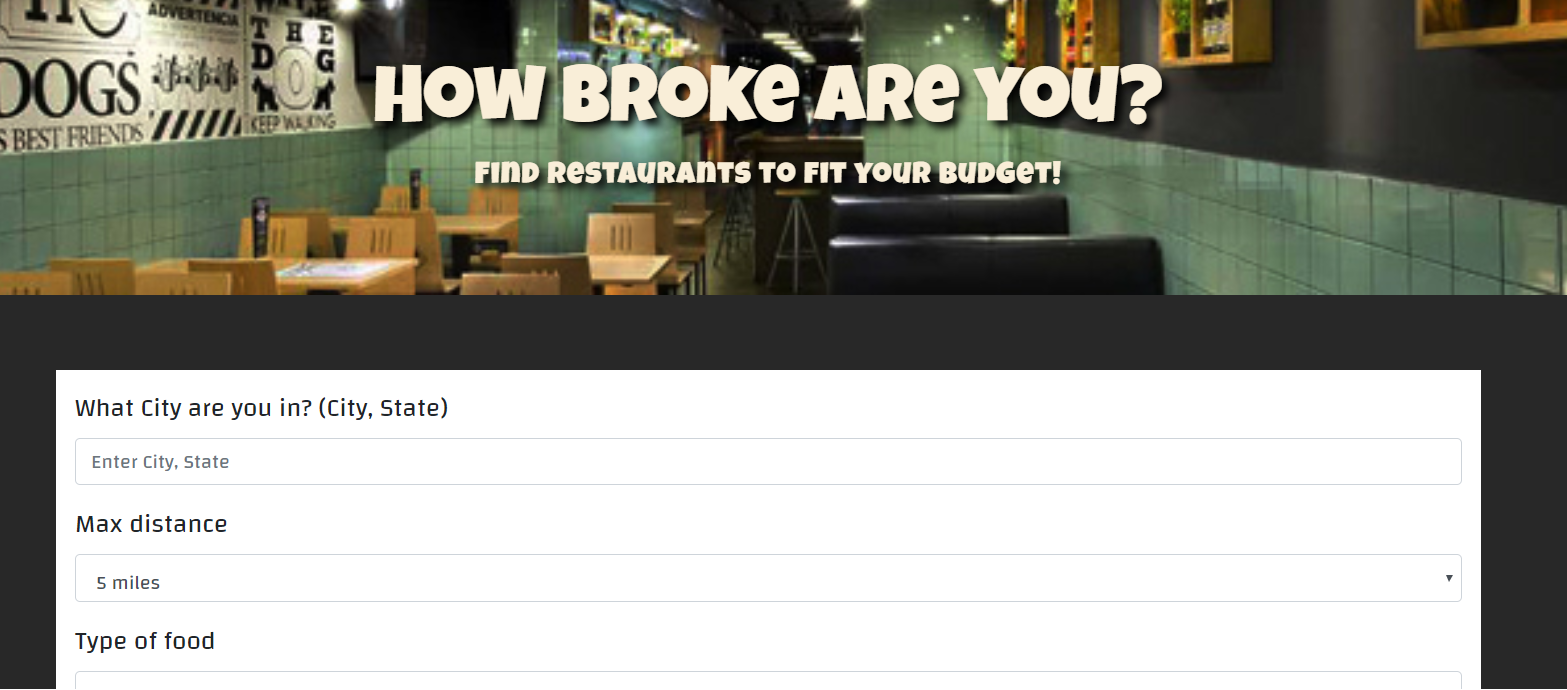 ADVERTENCIA
THE
DOG
DOGS
S BEST FRIENDS
KEEP WALKING
HOW BROKE ARE YOU?
FIND RESTAURANTS TO FIT YOUR BUDGET!
What City are you in? (City, State)
Enter City, State
Max distance
5 miles
Type of food